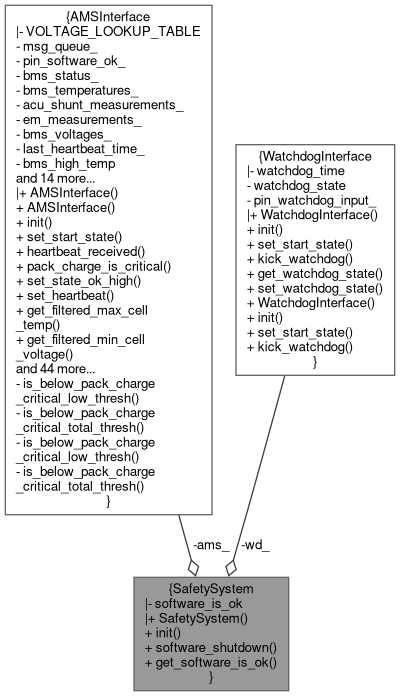 {AMSInterface
|- VOLTAGE_LOOKUP_TABLE
- msg_queue_
- pin_software_ok_
- bms_status_
- bms_temperatures_
- acu_shunt_measurements_
- em_measurements_
- bms_voltages_
- last_heartbeat_time_
- bms_high_temp
and 14 more...
|+ AMSInterface()
+ AMSInterface()
+ init()
+ set_start_state()
+ heartbeat_received()
+ pack_charge_is_critical()
+ set_state_ok_high()
+ set_heartbeat()
+ get_filtered_max_cell
_temp()
+ get_filtered_min_cell
_voltage()
and 44 more...
- is_below_pack_charge
_critical_low_thresh()
- is_below_pack_charge
_critical_total_thresh()
- is_below_pack_charge
_critical_low_thresh()
- is_below_pack_charge
_critical_total_thresh()
}
{WatchdogInterface
|- watchdog_time
- watchdog_state
- pin_watchdog_input_
|+ WatchdogInterface()
+ init()
+ set_start_state()
+ kick_watchdog()
+ get_watchdog_state()
+ set_watchdog_state()
+ WatchdogInterface()
+ init()
+ set_start_state()
+ kick_watchdog()
}
-ams_
-wd_
{SafetySystem
|- software_is_ok
|+ SafetySystem()
+ init()
+ software_shutdown()
+ get_software_is_ok()
}